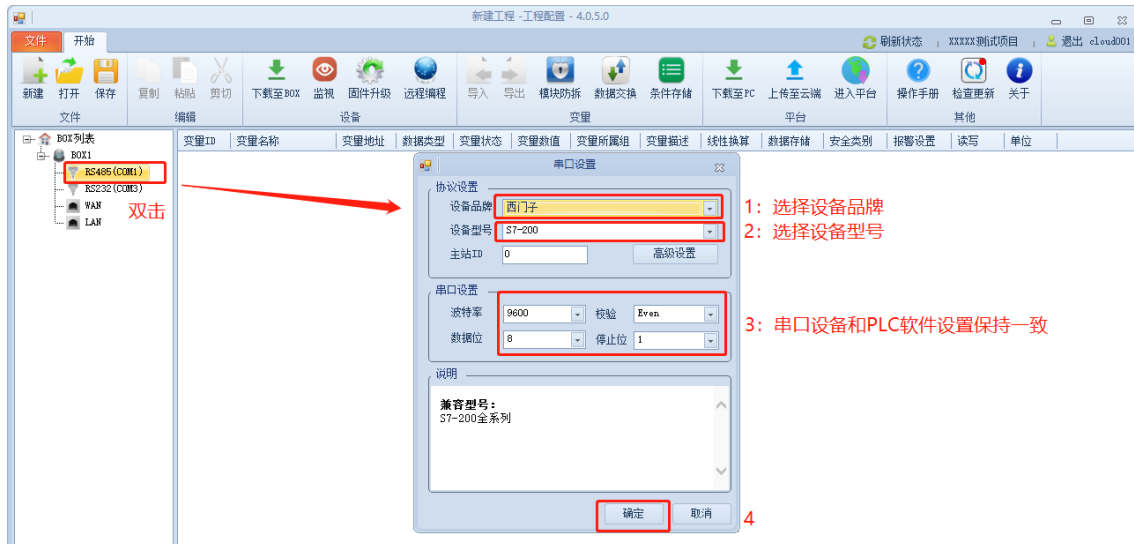 新建工程 -工程配置 - 4.0.5.0
文件 开始 刷新状态 XXXXX测试项目 退出 cloud001
新建 打开 保存 复制 粘贴 剪切 下载至BOX 监视 固件升级 远程编程 导入 导出 模块防拆 数据交换 条件存储 下载至PC 上传至云端 进入平台 操作手册 检查更新 关于
文件 编辑 设备 变量 平台 其他
BOX列表
BOX1
RS485(COM1)
RS232(COM3)
WAN
LAN
双击
变量ID 变量名称 变量地址 数据类型 变量状态 变量数值 变量所属组 变量描述 线性换算 数据存储 安全类别 报警设置 读写 单位
串口设置
协议设置
设备品牌 西门子
1：选择设备品牌
设备型号 S7-200
2：选择设备型号
主站ID 0 高级设置
串口设置
波特率 9600 校验 Even
数据位 8 停止位 1
3：串口设备和PLC软件设置保持一致
说明
兼容型号：
S7-200全系列
确定 取消
4